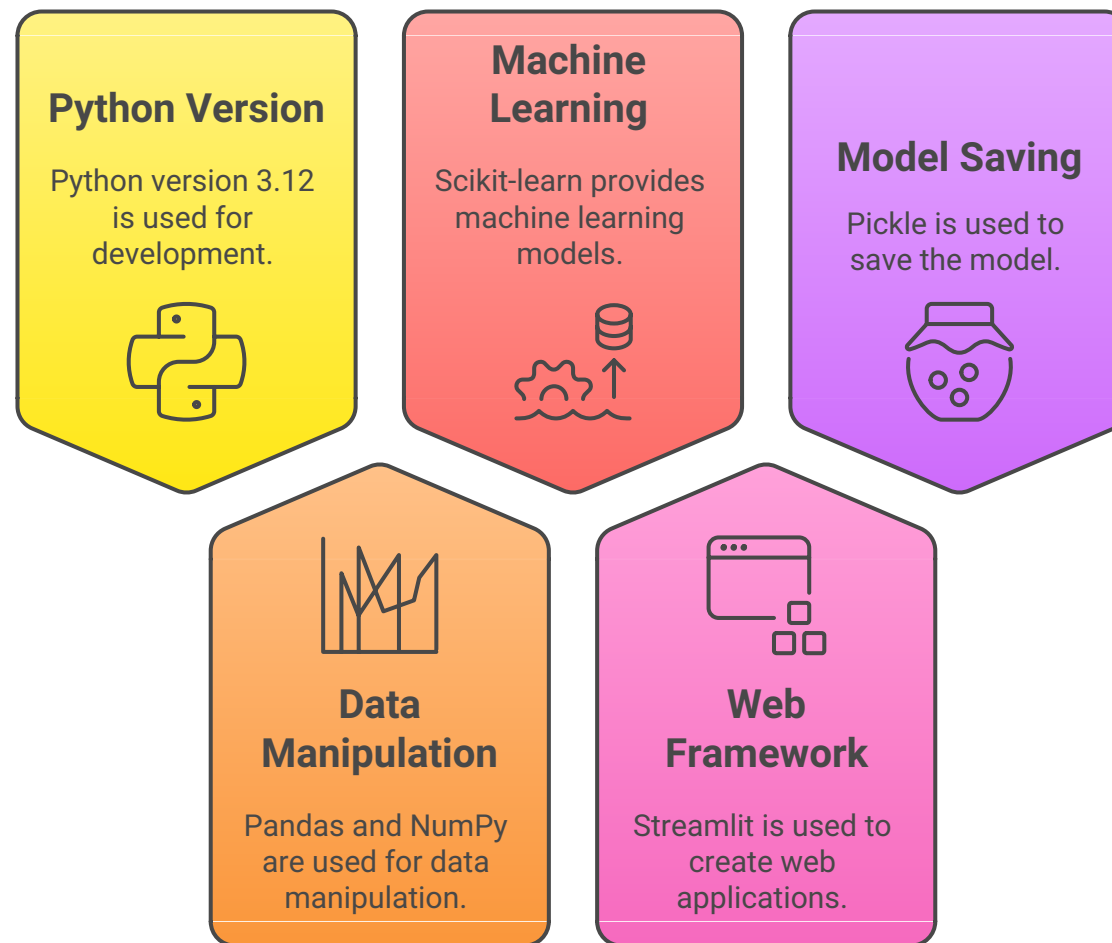 Python Version
Python version 3.12
is used for
development.
Machine
Learning
Scikit-learn provides
machine learning
models.
Model Saving
Pickle is used to
save the model.
Data
Manipulation
Pandas and NumPy
are used for data
manipulation.
Web
Framework
Streamlit is used to
create web
applications.